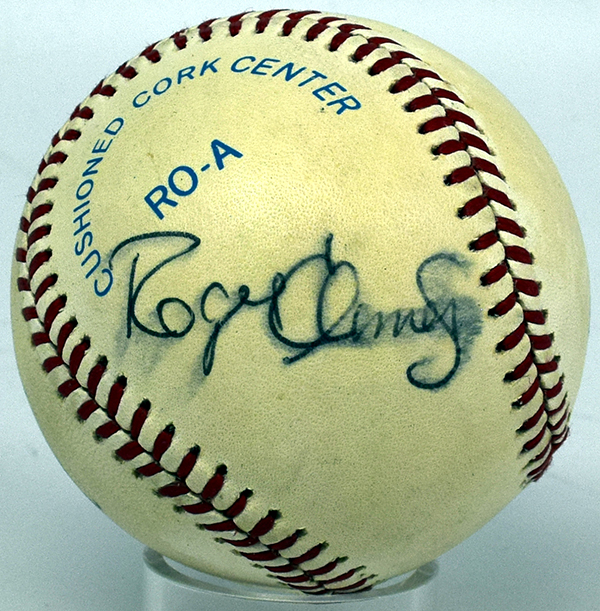 CUSHIONED CORK CENTER
RO-A
Roger Clemens